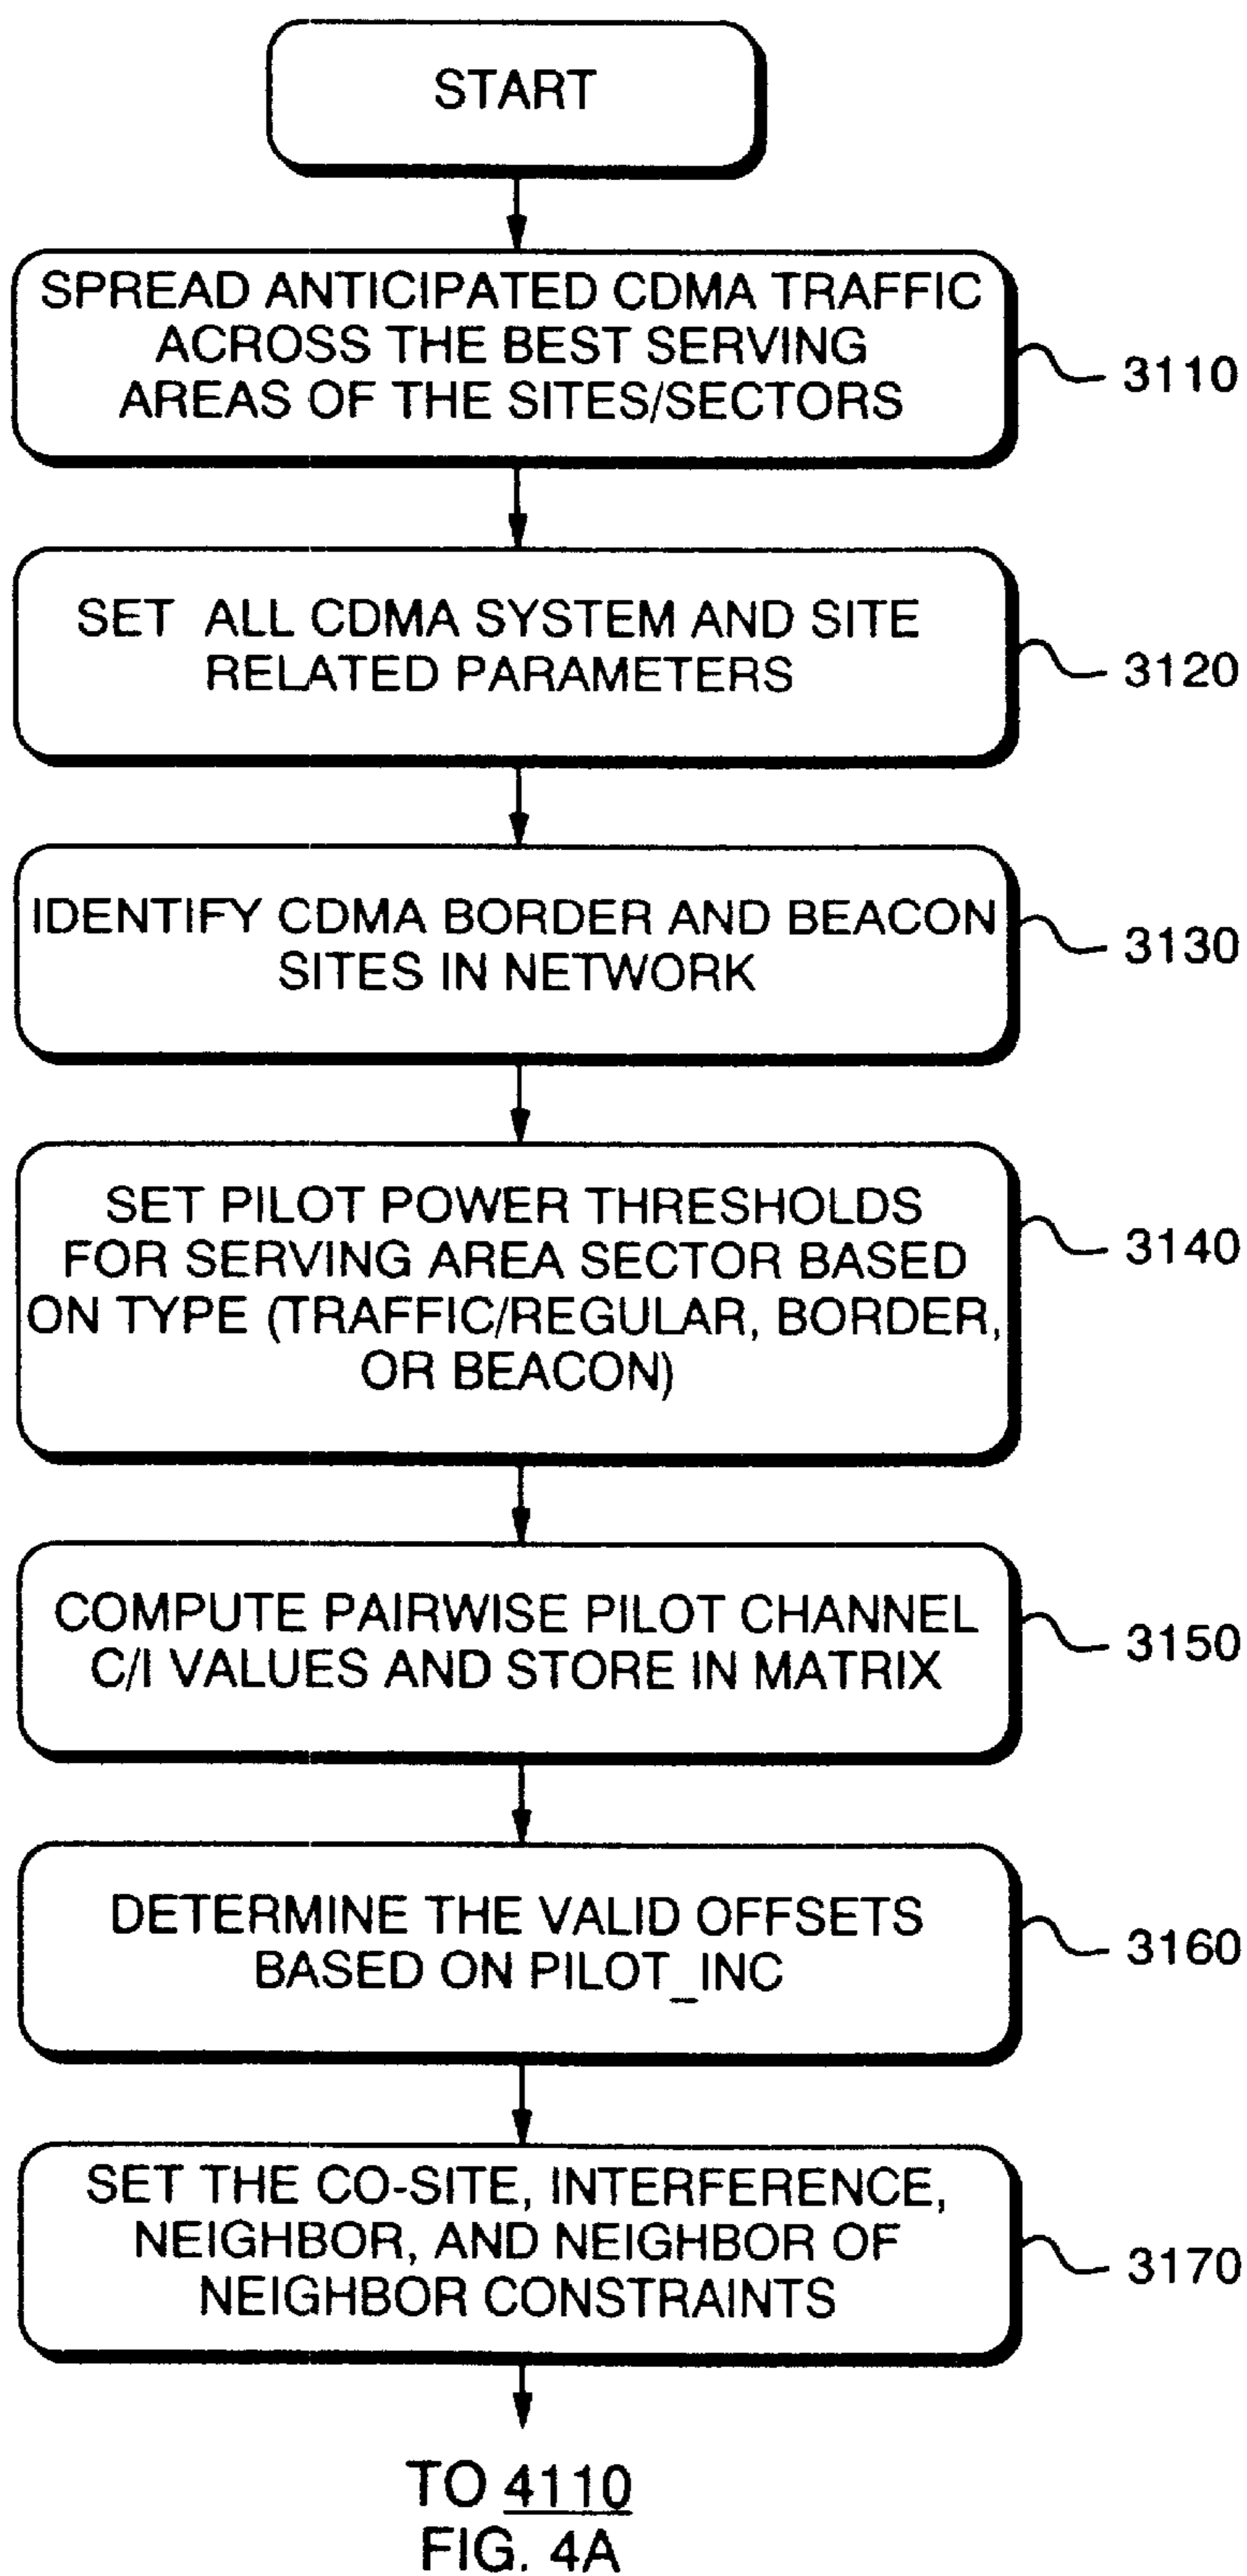 START
SPREAD ANTICIPATED CDMA TRAFFIC
ACROSS THE BEST SERVING
AREAS OF THE SITES/SECTORS
3110
SET ALL CDMA SYSTEM AND SITE
RELATED PARAMETERS
3120
IDENTIFY CDMA BORDER AND BEACON
SITES IN NETWORK
3130
SET PILOT POWER THRESHOLDS
FOR SERVING AREA SECTOR BASED
ON TYPE (TRAFFIC/REGULAR, BORDER,
OR BEACON)
3140
COMPUTE PAIRWISE PILOT CHANNEL
C/I VALUES AND STORE IN MATRIX
3150
DETERMINE THE VALID OFFSETS
BASED ON PILOT_INC
3160
SET THE CO-SITE, INTERFERENCE,
NEIGHBOR, AND NEIGHBOR OF
NEIGHBOR CONSTRAINTS
3170
TO 4110
FIG. 4A